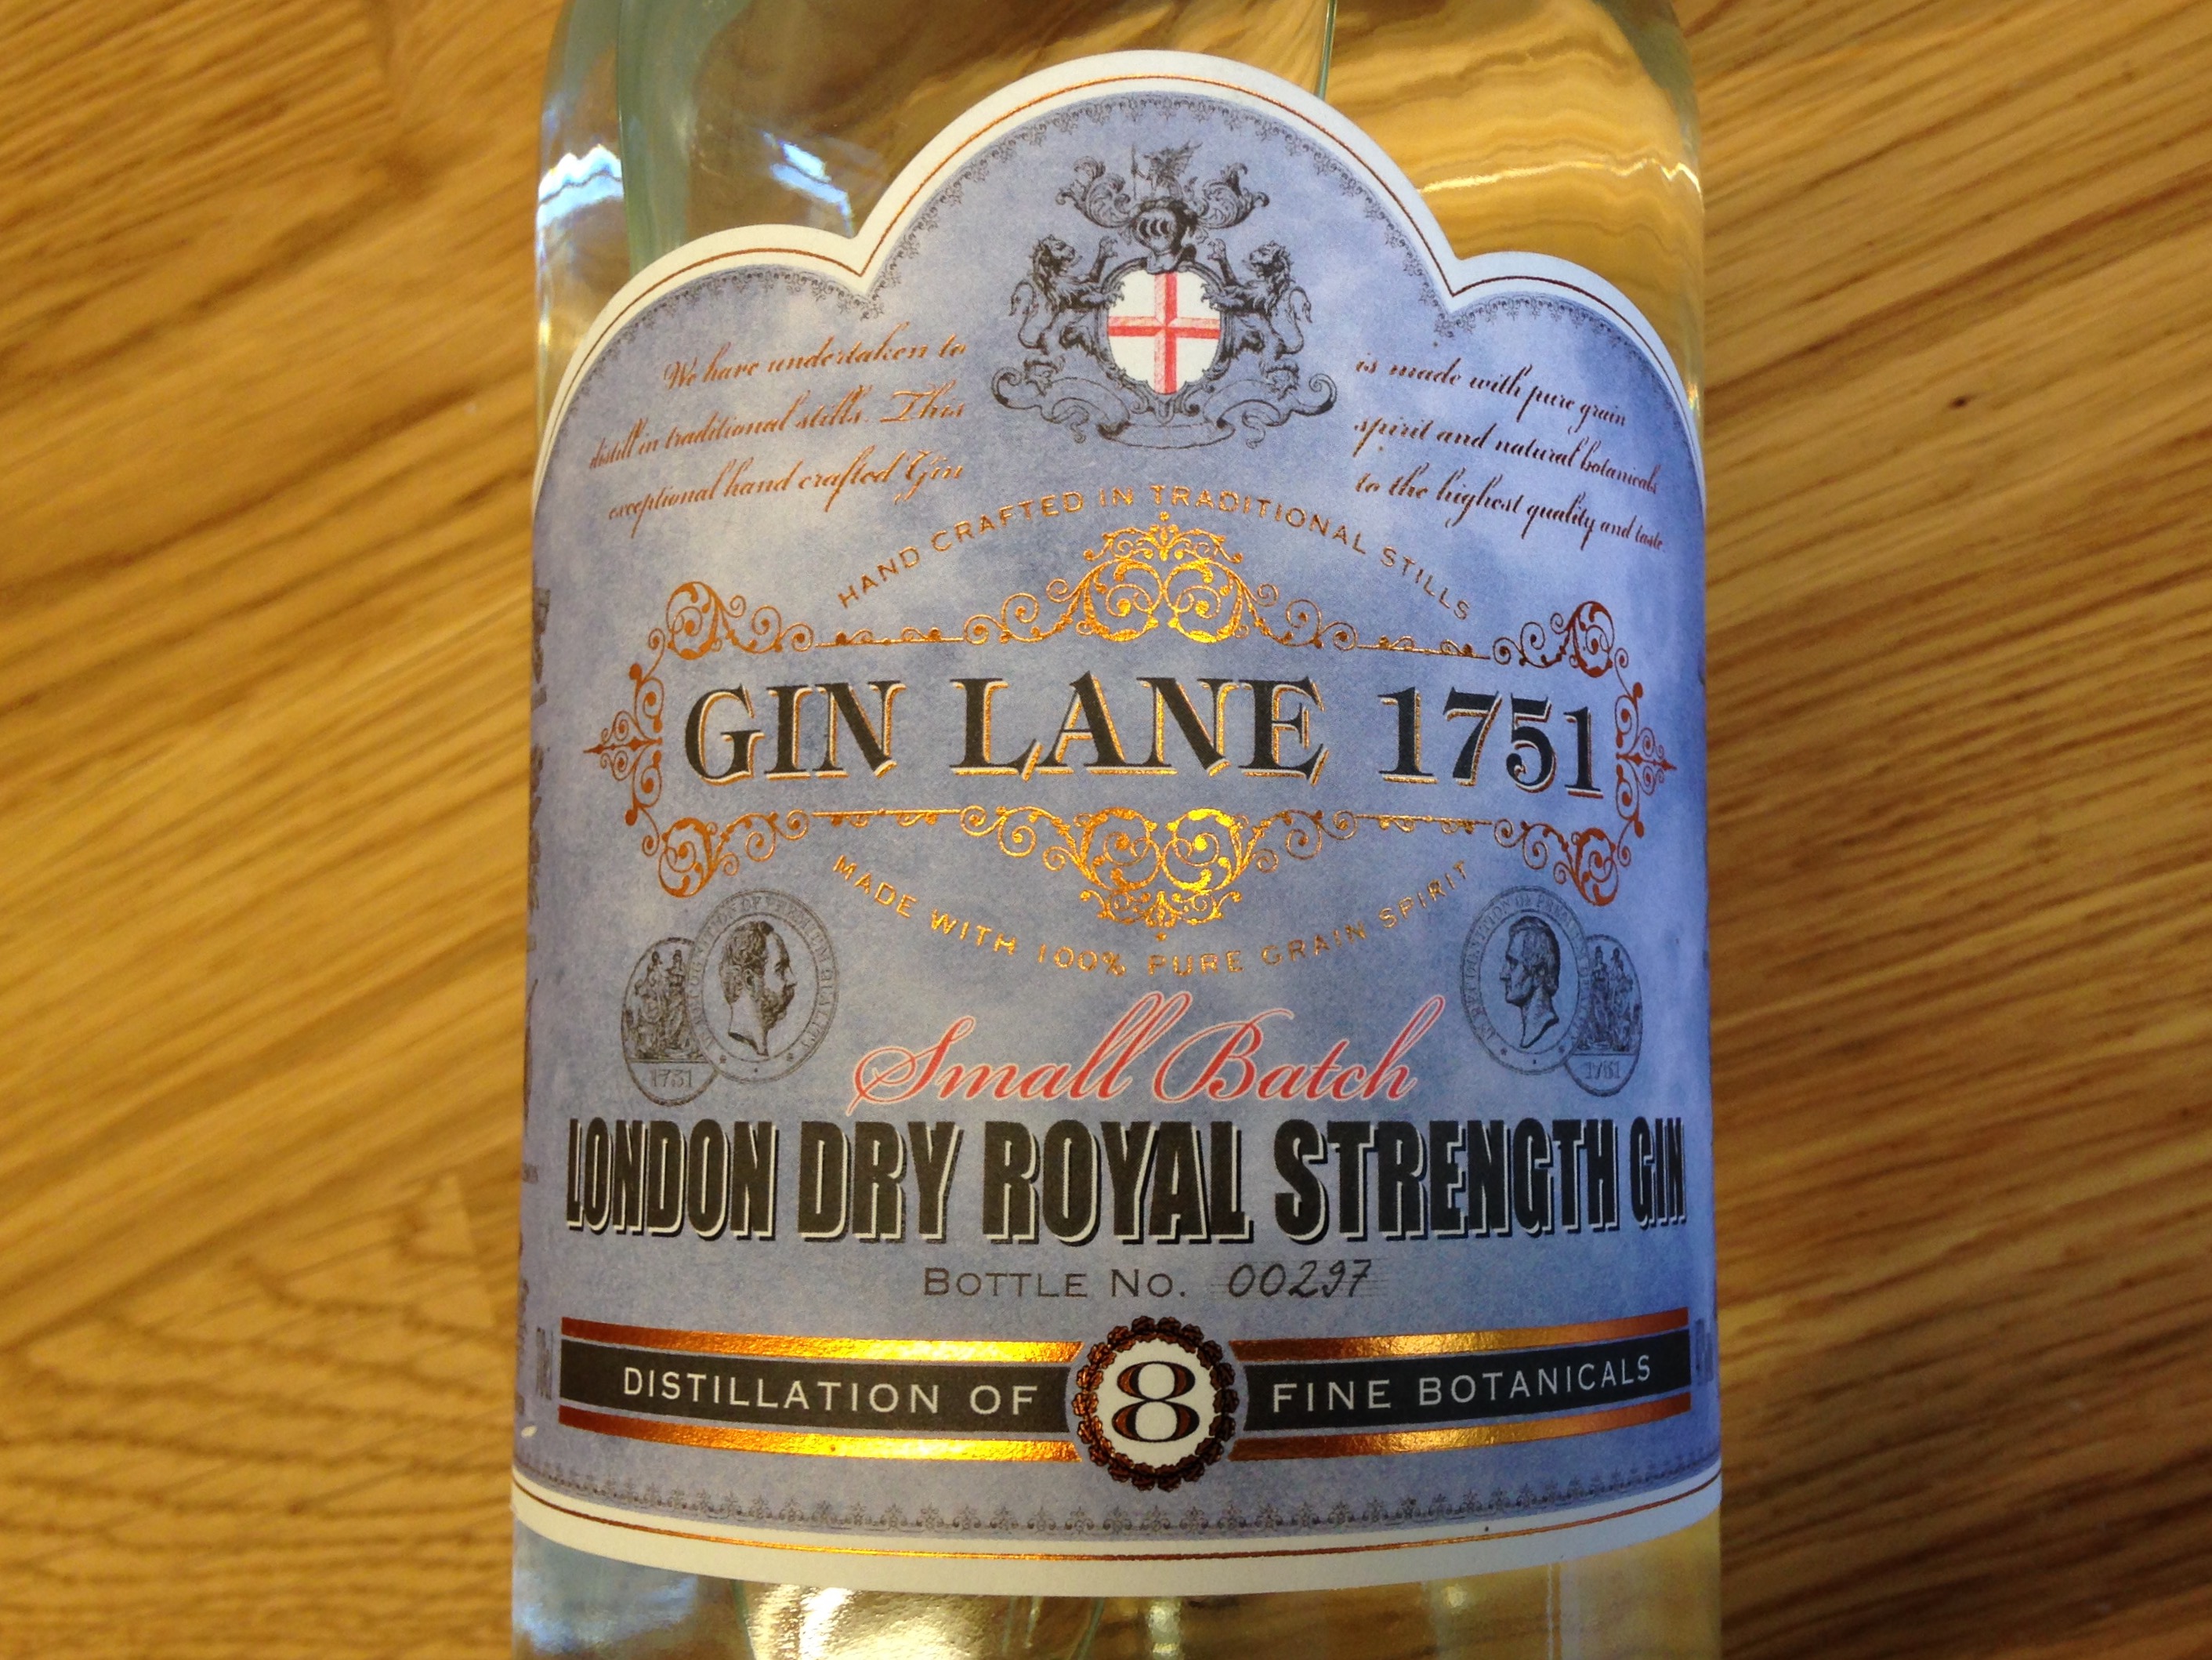 We have undertaken to
distill in traditional stills. This
exceptional hand crafted Gin
is made with pure grain
spirit and natural botanicals
to the highest quality and taste.
HAND CRAFTED IN TRADITIONAL STILLS
GIN LANE 1751
MADE WITH 100% PURE GRAIN SPIRIT
1751
1751
Small Batch
LONDON DRY ROYAL STRENGTH GIN
BOTTLE NO. 00297
70cl
DISTILLATION OF 8 FINE BOTANICALS